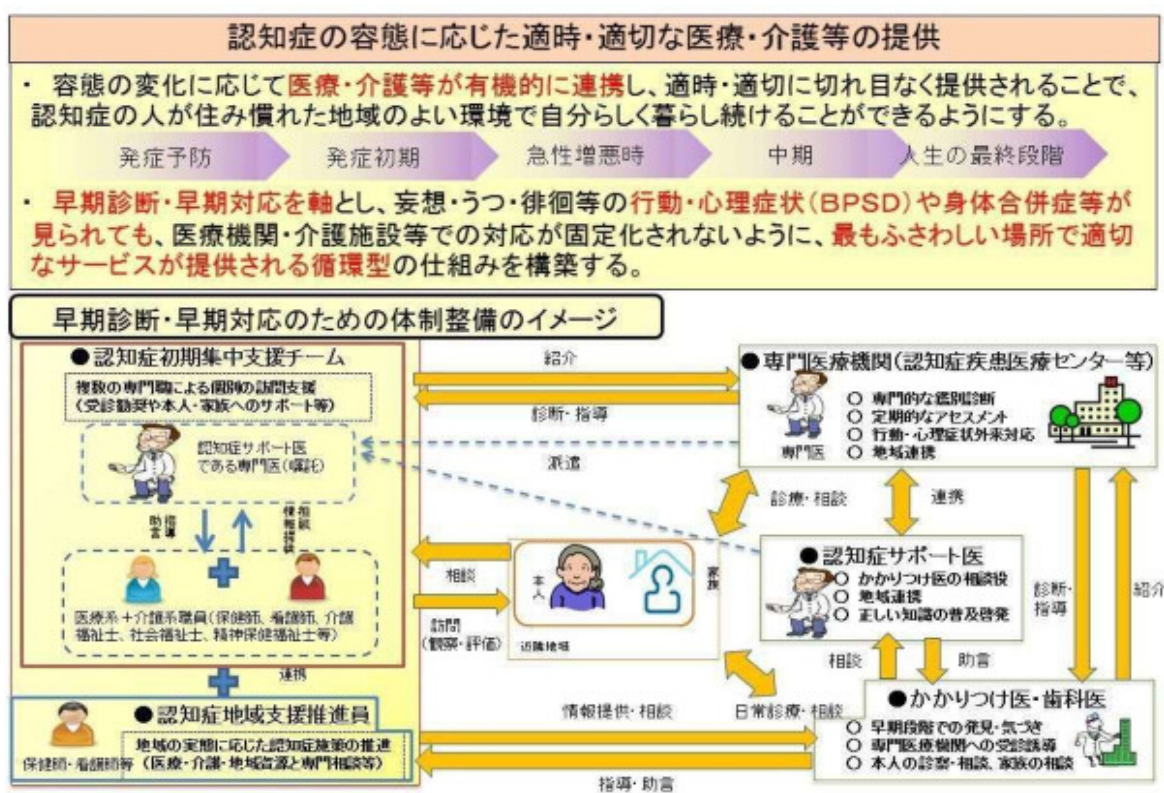 認知症の容態に応じた適時・適切な医療・介護等の提供
・ 容態の変化に応じて医療・介護等が有機的に連携し、適時・適切に切れ目なく提供されることで、
認知症の人が住み慣れた地域のよい環境で自分らしく暮らし続けることができるようにする。
発症予防
発症初期
急性増悪時
中期
人生の最終段階
・ 早期診断・早期対応を軸とし、妄想・うつ・徘徊等の行動・心理症状(BPSD)や身体合併症等が
見られても、医療機関・介護施設等での対応が固定化されないように、最もふさわしい場所で適切
なサービスが提供される循環型の仕組みを構築する。
早期診断・早期対応のための体制整備のイメージ
●認知症初期集中支援チーム
複数の専門職による個別の訪問支援
(受診勧奨や本人・家族へのサポート等)
認知症サポート医
である専門医(嘱託)
指導
助言
相談
情報提供
医療系+介護系職員(保健師、看護師、介護
福祉士、社会福祉士、精神保健福祉士等)
連携
●認知症地域支援推進員
地域の実態に応じた認知症施策の推進
(医療・介護・地域資源と専門相談等)
保健師・看護師等
紹介
診断・指導
派遣
相談
訪問
(観察・評価)
本人
家族
近隣地域
診療・相談
連携
●専門医療機関(認知症疾患医療センター等)
専門医
○ 専門的な鑑別診断
○ 定期的なアセスメント
○ 行動・心理症状外来対応
○ 地域連携
●認知症サポート医
○ かかりつけ医の相談役
○ 地域連携
○ 正しい知識の普及啓発
診断・
指導
紹介
相談
助言
情報提供・相談
日常診療・相談
指導・助言
●かかりつけ医・歯科医
○ 早期段階での発見・気づき
○ 専門医療機関への受診誘導
○ 本人の診察・相談、家族の相談